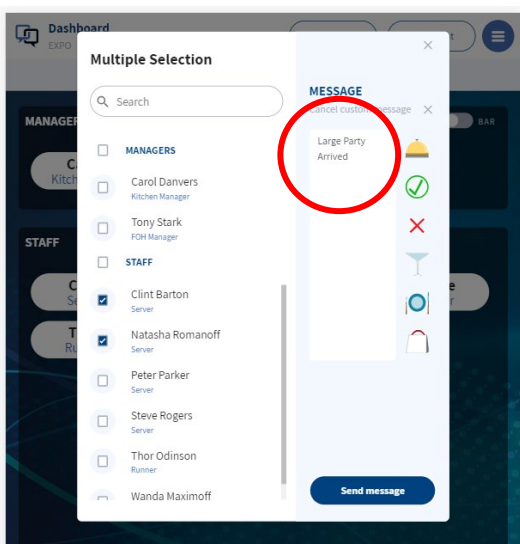 Dashboard
EXPO
Multiple Selection
Search
MANAGERS
Carol Danvers
Kitchen Manager
Tony Stark
FOH Manager
STAFF
Clint Barton
Server
Natasha Romanoff
Server
Peter Parker
Server
Steve Rogers
Server
Thor Odinson
Runner
Wanda Maximoff
MESSAGE
Cancel custom message
Large Party
Arrived
Send message
BAR
STAFF